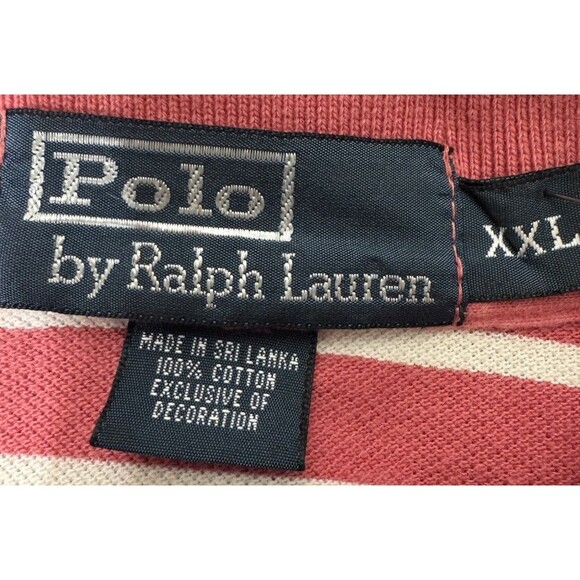 Polo
by Ralph Lauren
XXL
MADE IN SRI LANKA
100% COTTON
EXCLUSIVE OF
DECORATION